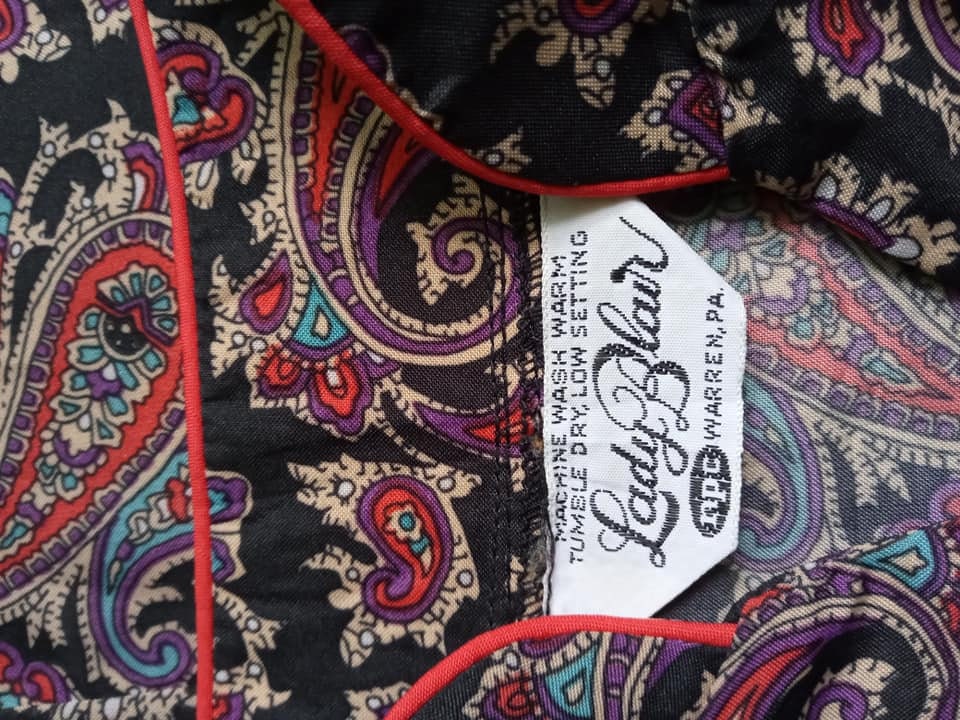 MACHINE WASH WARM
TUMBLE DRY, LOW SETTING
Lady Blair
WARREN, PA.